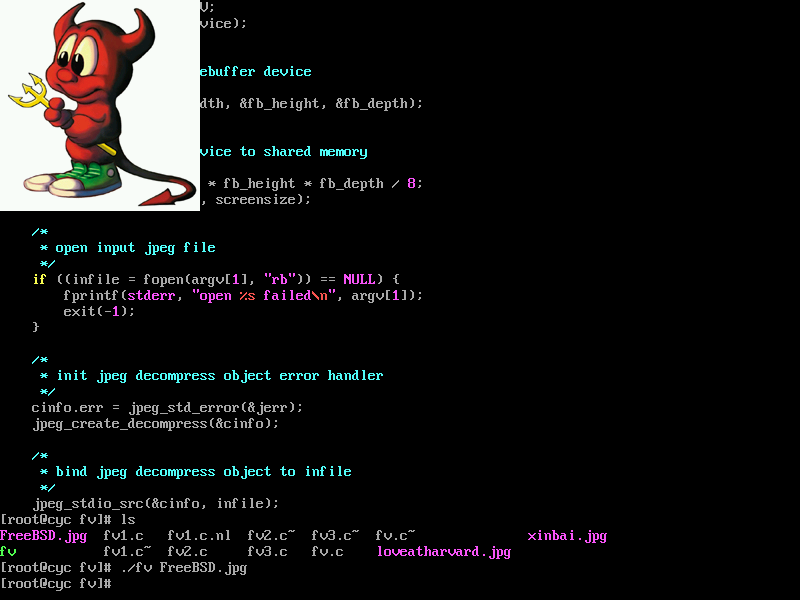 V;
vice);
ebuffer device
dth, &fb_height, &fb_depth);
vice to shared memory
* fb_height * fb_depth / 8;
, screensize);
/*
* open input jpeg file
*/
if ((infile = fopen(argv[1], "rb")) == NULL) {
fprintf(stderr, "open %s failed\n", argv[1]);
exit(-1);
}
/*
* init jpeg decompress object error handler
*/
cinfo.err = jpeg_std_error(&jerr);
jpeg_create_decompress(&cinfo);
/*
* bind jpeg decompress object to infile
*/
jpeg_stdio_src(&cinfo, infile);
[root@cyc fv]# ls
FreeBSD.jpg fv1.c fv1.c.nl fv2.c~ fv3.c~ fv.c~ xinbai.jpg
fv fv1.c~ fv2.c fv3.c fv.c loveatharvard.jpg
[root@cyc fv]# ./fv FreeBSD.jpg
[root@cyc fv]#